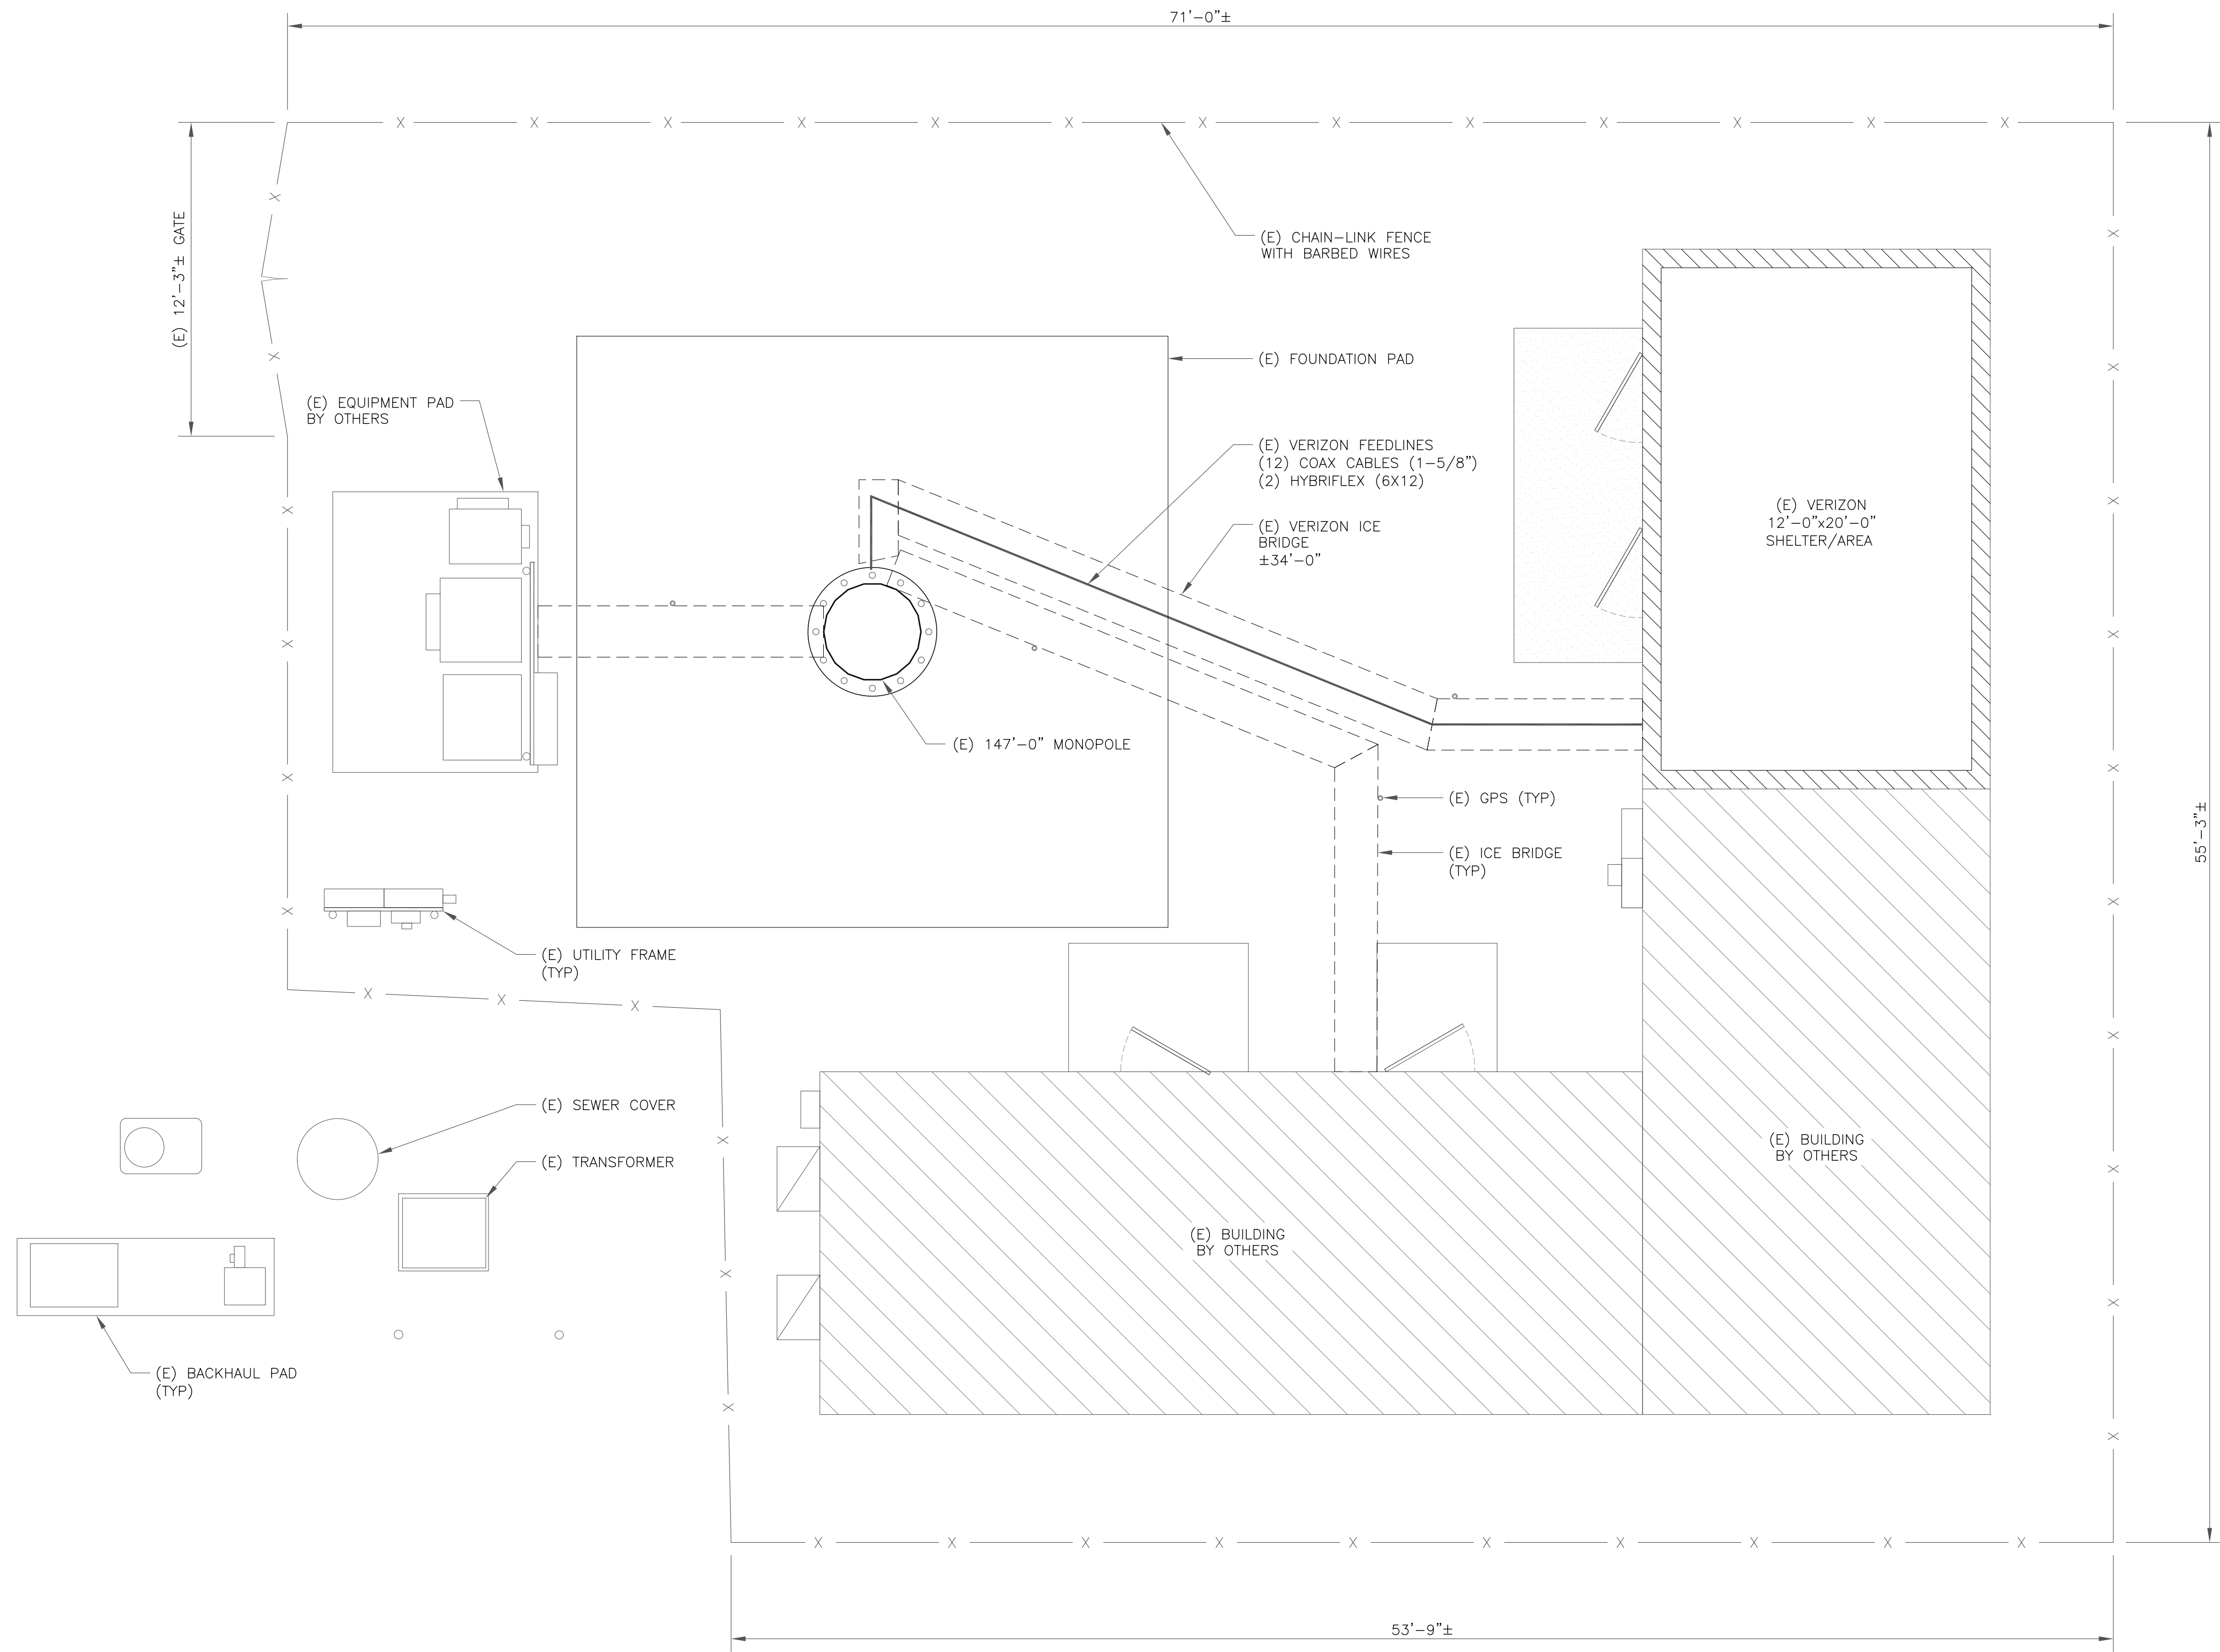 71'-0"±
(E) 12'-3"± GATE
(E) CHAIN-LINK FENCE
WITH BARBED WIRES
(E) FOUNDATION PAD
(E) EQUIPMENT PAD
BY OTHERS
(E) VERIZON FEEDLINES
(12) COAX CABLES (1-5/8")
(2) HYBRIFLEX (6X12)
(E) VERIZON ICE
BRIDGE
±34'-0"
(E) VERIZON
12'-0"x20'-0"
SHELTER/AREA
(E) 147'-0" MONOPOLE
(E) GPS (TYP)
(E) ICE BRIDGE
(TYP)
55'-3"±
(E) UTILITY FRAME
(TYP)
(E) SEWER COVER
(E) TRANSFORMER
(E) BUILDING
BY OTHERS
(E) BUILDING
BY OTHERS
(E) BACKHAUL PAD
(TYP)
53'-9"±